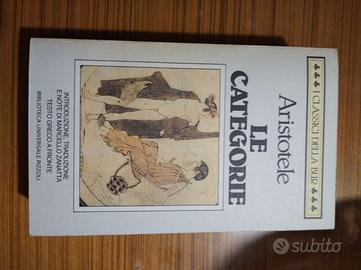 ♣♣♣ I CLASSICI DELLA BUR ♣♣♣
Aristotele
LE
CATEGORIE
INTRODUZIONE, TRADUZIONE
E NOTE DI MARCELLO ZANATTA
TESTO GRECO A FRONTE
BIBLIOTECA UNIVERSALE RIZZOLI
subito